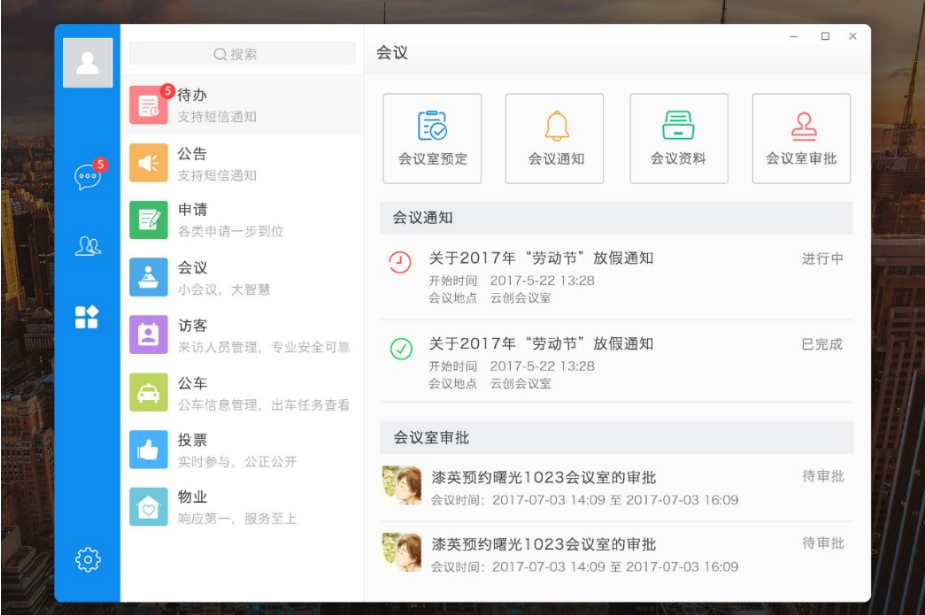 搜索
5
待办
支持短信通知
公告
支持短信通知
5
申请
各类申请一步到位
会议
小会议，大智慧
访客
来访人员管理，专业安全可靠
公车
公车信息管理，出车任务查看
投票
实时参与，公正公开
物业
响应第一，服务至上
会议
会议室预定
会议通知
会议资料
会议室审批
会议通知
关于2017年“劳动节”放假通知
进行中
开始时间 2017-5-22 13:28
会议地点 云创会议室
关于2017年“劳动节”放假通知
已完成
开始时间 2017-5-22 13:28
会议地点 云创会议室
会议室审批
漆英预约曙光1023会议室的审批
待审批
会议时间：2017-07-03 14:09 至 2017-07-03 16:09
漆英预约曙光1023会议室的审批
待审批
会议时间：2017-07-03 14:09 至 2017-07-03 16:09